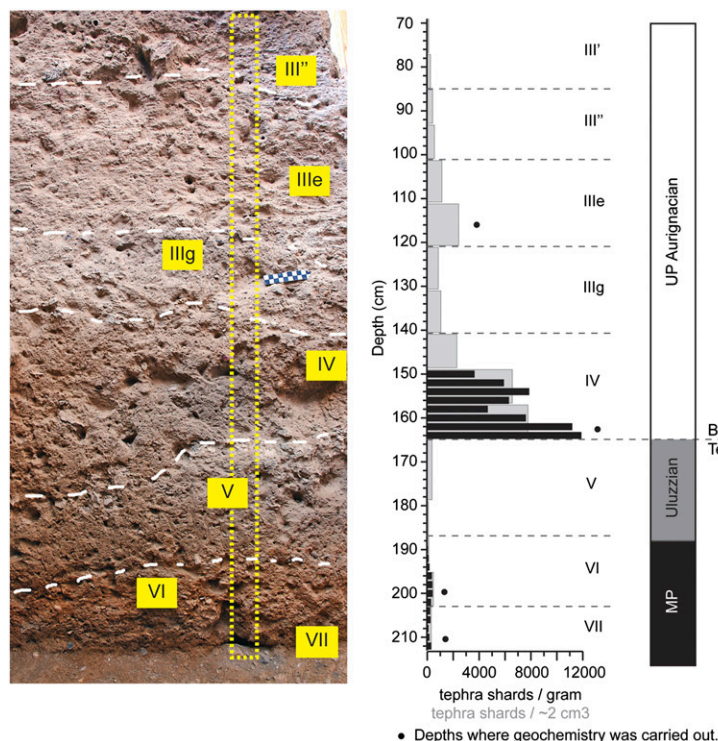 III”
IIIe
IIIg
IV
V
VI
VII
Depth (cm)
70
80
90
100
110
120
130
140
150
160
170
180
190
200
210
III’
III”
IIIe
IIIg
IV
V
VI
VII
UP Aurignacian
B
Te
Uluzzian
MP
0
4000
8000
12000
tephra shards / gram
tephra shards / ~2 cm3
● Depths where geochemistry was carried out.